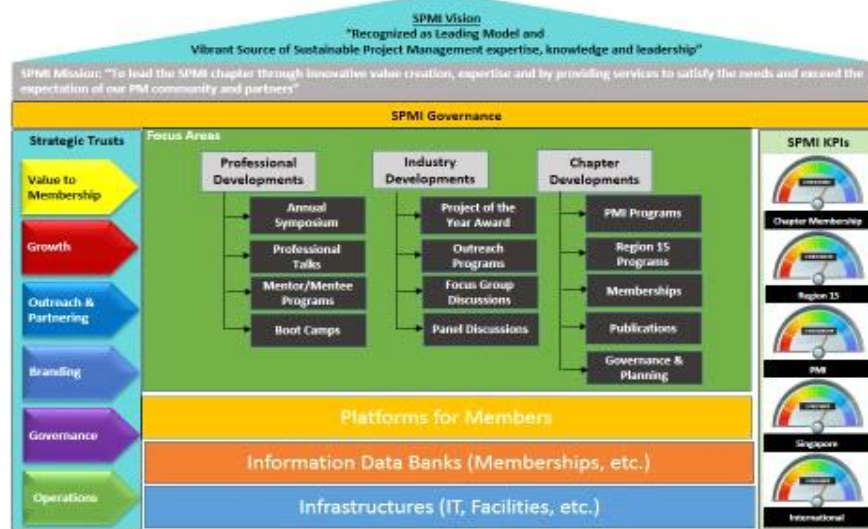 SPMI Vision
"Recognized as Leading Model and
Vibrant Source of Sustainable Project Management expertise, knowledge and leadership"
SPMI Mission: "To lead the SPMI chapter through innovative value creation, expertise and by providing services to satisfy the needs and exceed the
expectation of our PM community and partners"
SPMI Governance
Strategic Trusts
Value to
Membership
Growth
Outreach &
Partnering
Branding
Governance
Operations
Focus Areas
Professional
Developments
Annual
Symposium
Professional
Talks
Mentor/Mentee
Programs
Boot Camps
Industry
Developments
Project of the
Year Award
Outreach
Programs
Focus Group
Discussions
Panel Discussions
Chapter
Developments
PMI Programs
Region 15
Programs
Memberships
Publications
Governance &
Planning
Platforms for Members
Information Data Banks (Memberships, etc.)
Infrastructures (IT, Facilities, etc.)
SPMI KPIs
Chapter Membership
Region 15
PMI
Singapore
International